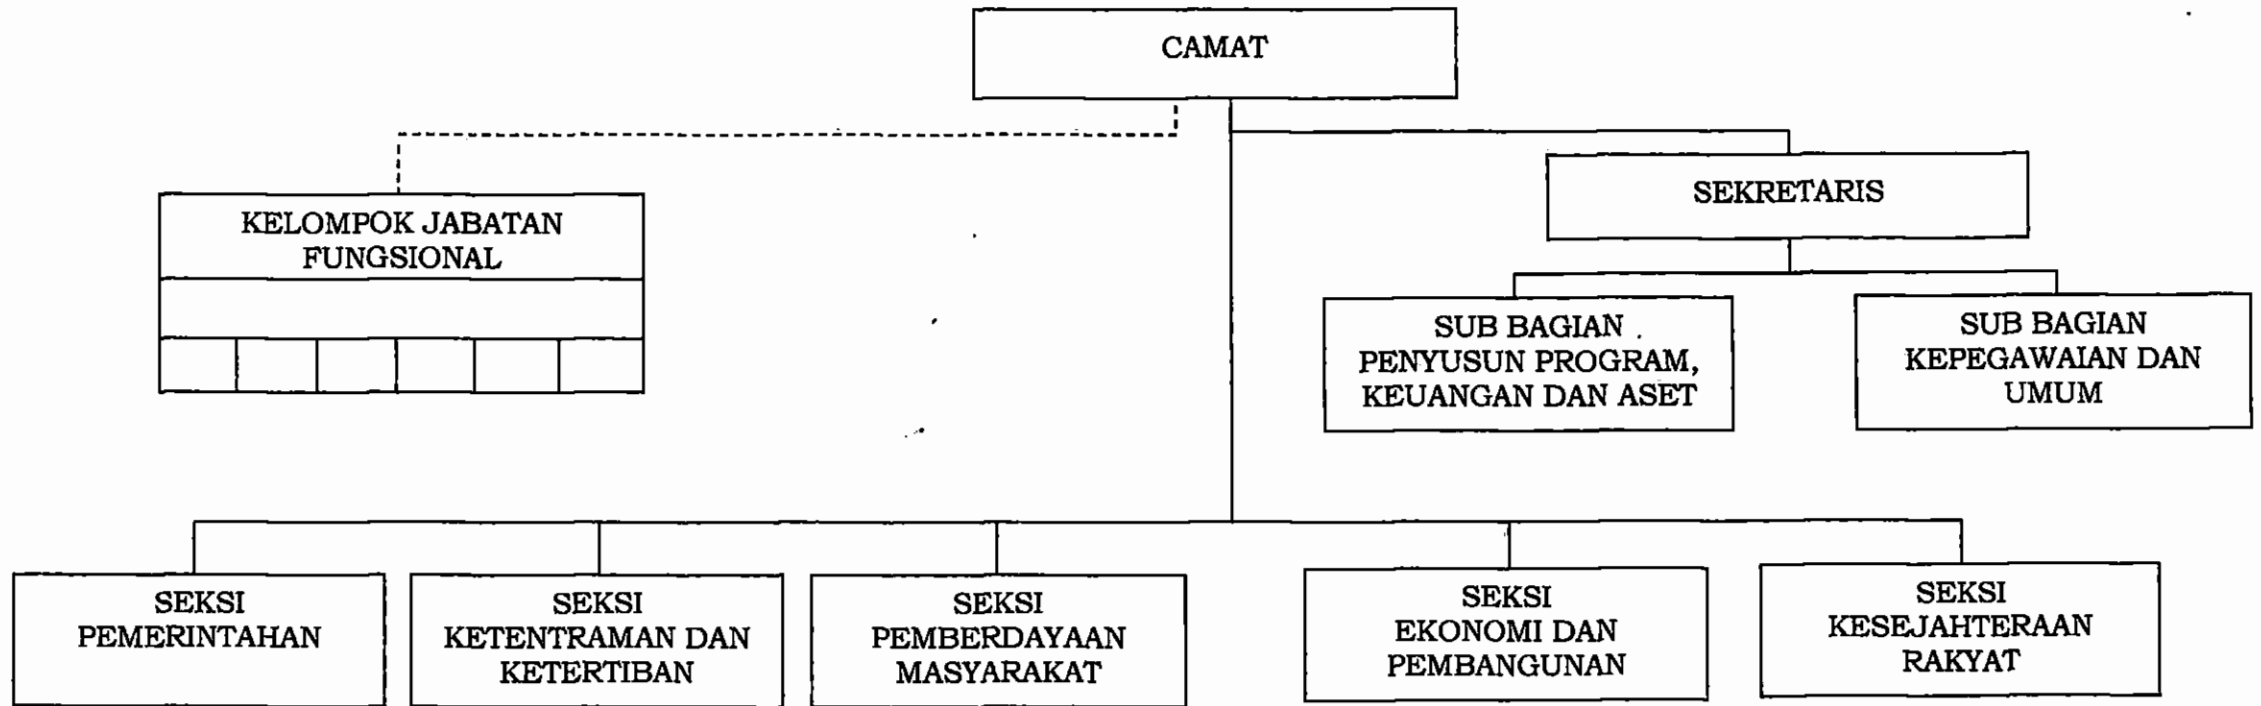 CAMAT
SEKRETARIS
KELOMPOK JABATAN
FUNGSIONAL
SUB BAGIAN
PENYUSUN PROGRAM,
KEUANGAN DAN ASET
SUB BAGIAN
KEPEGAWAIAN DAN
UMUM
SEKSI
PEMERINTAHAN
SEKSI
KETENTRAMAN DAN
KETERTIBAN
SEKSI
PEMBERDAYAAN
MASYARAKAT
SEKSI
EKONOMI DAN
PEMBANGUNAN
SEKSI
KESEJAHTERAAN
RAKYAT